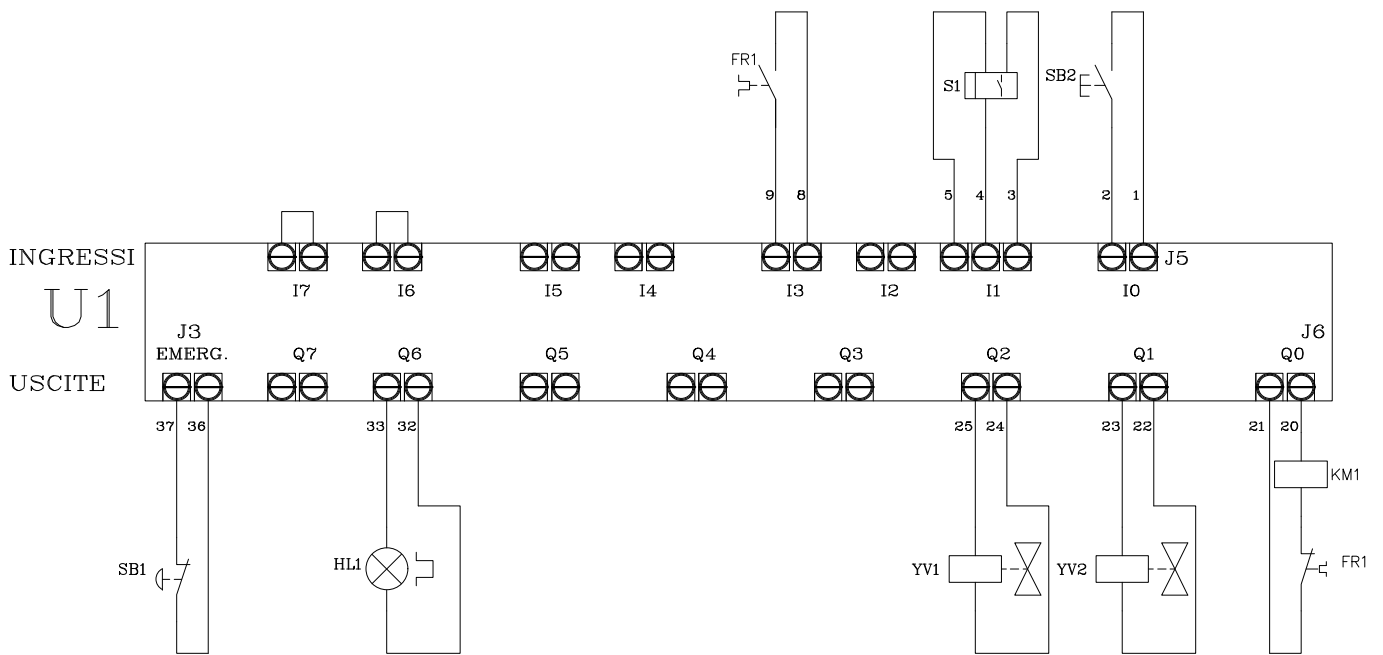 FR1
S1
SB2
9 8 5 4 3 2 1
INGRESSI
J5
I7 I6 I5 I4 I3 I2 I1 I0
U1
J3
J6
EMERG. Q7 Q6 Q5 Q4 Q3 Q2 Q1 Q0
USCITE
37 36 33 32 25 24 23 22 21 20
KM1
SB1
HL1
YV1
YV2
FR1